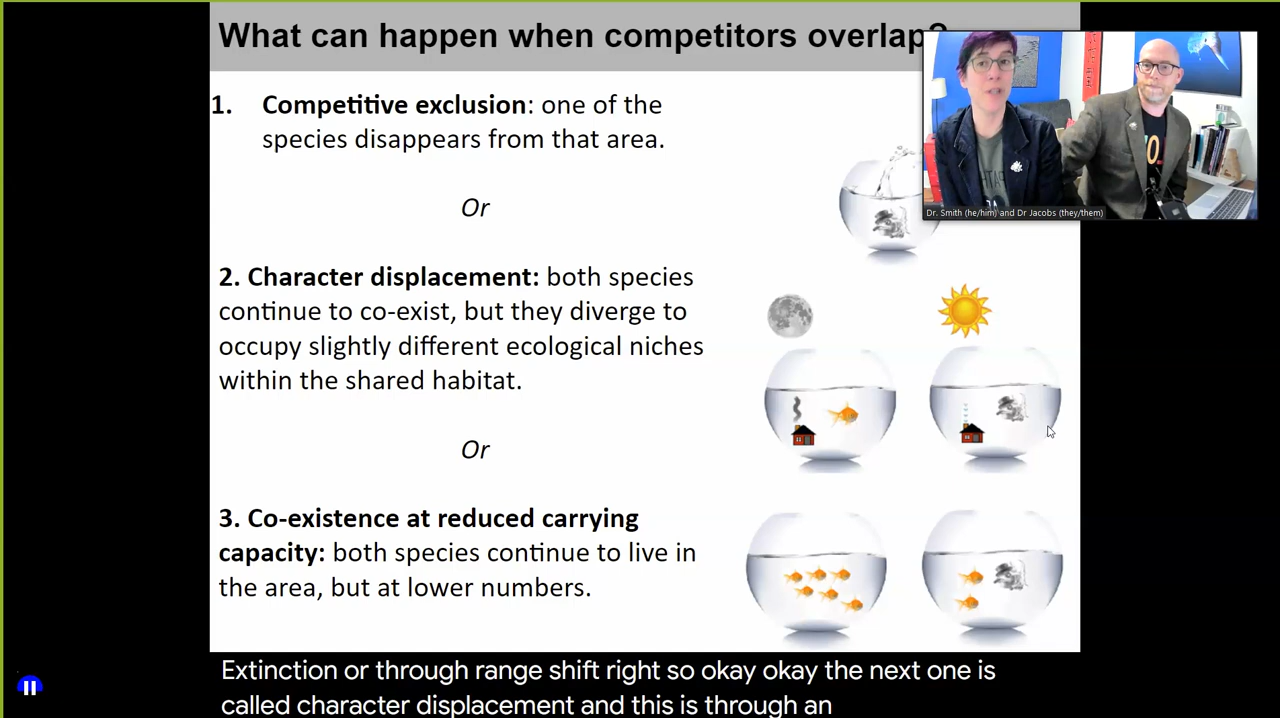 What can happen when competitors overlap?
1. Competitive exclusion: one of the
species disappears from that area.
Or
2. Character displacement: both species
continue to co-exist, but they diverge to
occupy slightly different ecological niches
within the shared habitat.
Or
3. Co-existence at reduced carrying
capacity: both species continue to live in
the area, but at lower numbers.
Dr. Smith (he/him) and Dr Jacobs (they/them)
Extinction or through range shift right so okay okay the next one is
called character displacement and this is through an